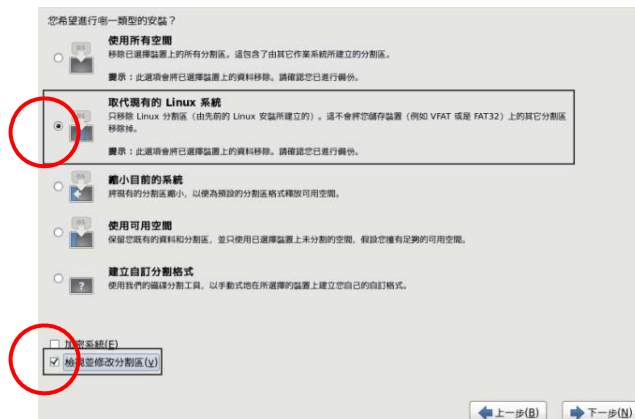 您希望進行哪一類型的安裝？
使用所有空間
移除已選擇裝置上的所有分割區。這包含了由其它作業系統所建立的分割區。
提示：此選項會將已選擇裝置上的資料移除。請確認您已進行備份。
取代現有的 Linux 系統
只移除 Linux 分割區（由先前的 Linux 安裝所建立的）。這不會將您儲存裝置（例如 VFAT 或是 FAT32）上的其它分割區
移除掉。
提示：此選項會將已選擇裝置上的資料移除。請確認您已進行備份。
縮小目前的系統
將現有的分割區縮小，以便為預設的分割區格式釋放可用空間。
使用可用空間
保留您既有的資料和分割區，並只使用已選擇裝置上未分割的空間，假設您擁有足夠的可用空間。
建立自訂分割格式
使用我們的磁碟分割工具，以手動式地在所選擇的裝置上建立您自己的自訂格式。
加密系統(E)
檢視並修改分割區(v)
上一步(B) 下一步(N)